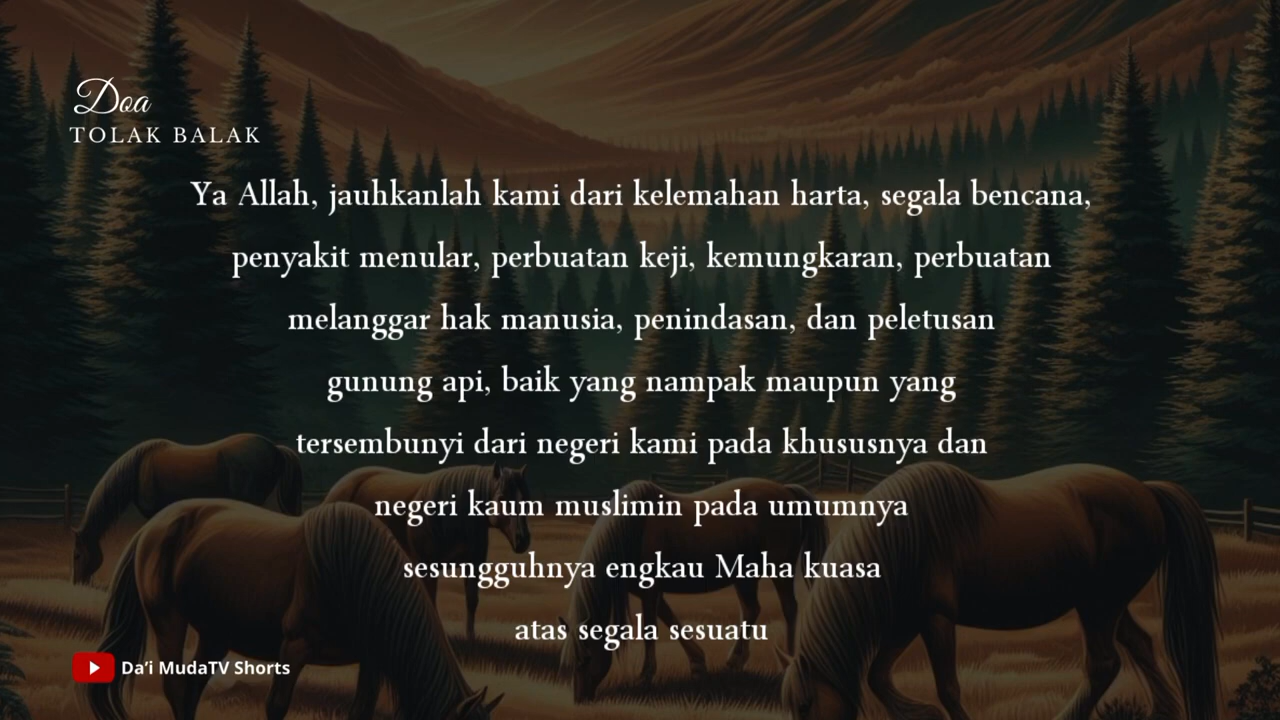 Doa
TOLAK BALAK
Ya Allah, jauhkanlah kami dari kelemahan harta, segala bencana,
penyakit menular, perbuatan keji, kemungkaran, perbuatan
melanggar hak manusia, penindasan, dan peletusan
gunung api, baik yang nampak maupun yang
tersembunyi dari negeri kami pada khususnya dan
negeri kaum muslimin pada umumnya
sesungguhnya engkau Maha kuasa
atas segala sesuatu
Da'i MudaTV Shorts